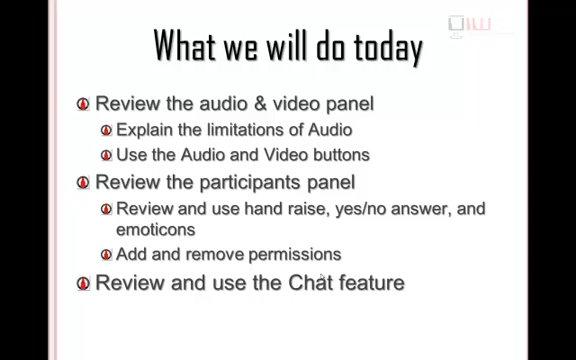 What we will do today
Review the audio & video panel
Explain the limitations of Audio
Use the Audio and Video buttons
Review the participants panel
Review and use hand raise, yes/no answer, and
emoticons
Add and remove permissions
Review and use the Chat feature